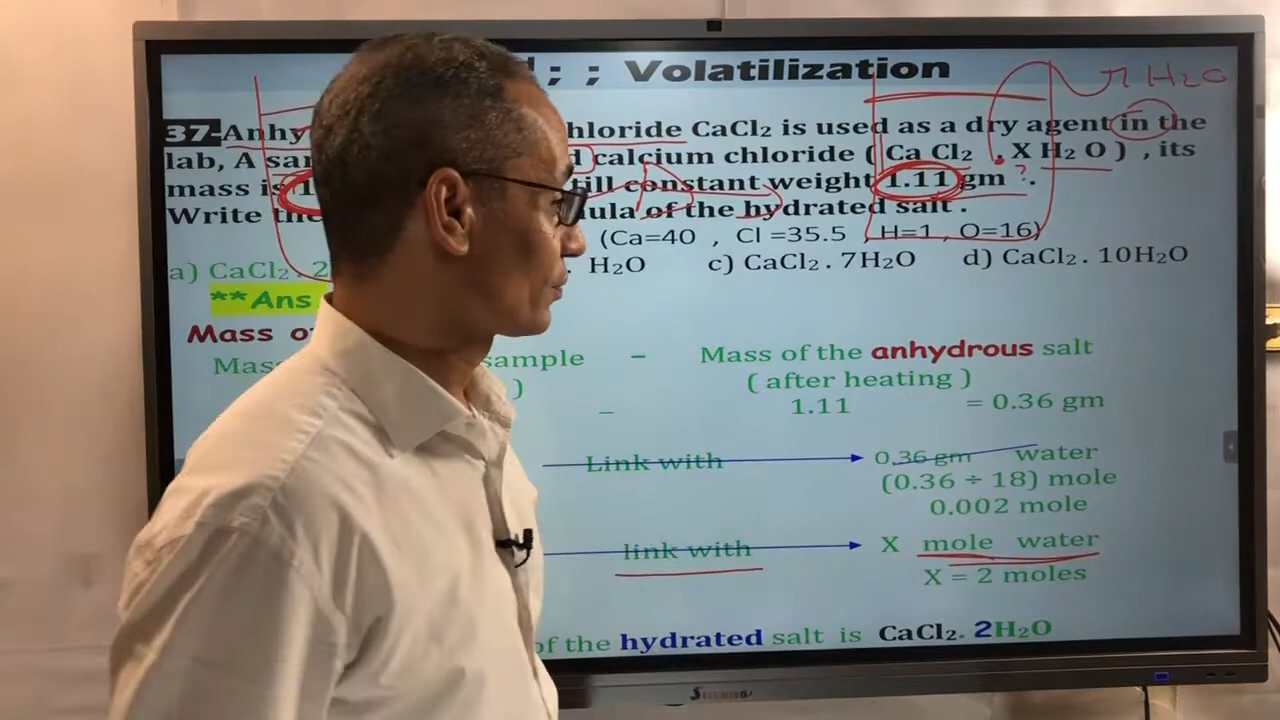 ; ; Volatilization
37-Anhy hloride CaCl₂ is used as a dry agent in the
lab, A calcium chloride ( Ca Cl₂ . X H₂ O ) , its
mass is till constant weight 1.11 gm ? .
Write the of the hydrated salt .
(Ca=40 , Cl =35.5 , H=1 , O=16)
a) CaCl₂ . 2 H₂O c) CaCl₂ . 7H₂O d) CaCl₂ . 10H₂O
**Ans
Mass
sample – Mass of the anhydrous salt
) ( after heating )
– 1.11 = 0.36 gm
Link with 0.36 gm water
(0.36 ÷ 18) mole
0.002 mole
link with X mole water
X = 2 moles
of the hydrated salt is CaCl₂. 2H₂O
H₂O